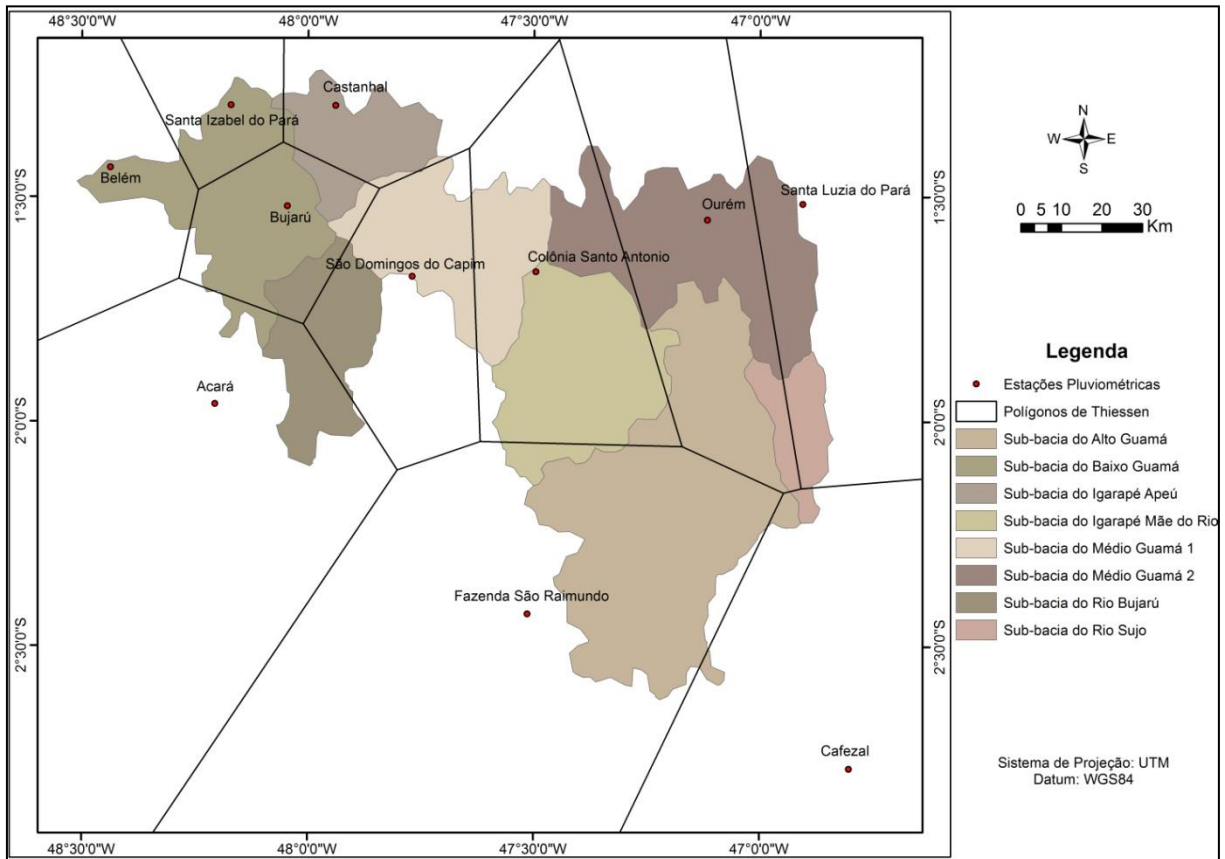 48°30'0"W 48°0'0"W 47°30'0"W 47°0'0"W
Castanhal
Santa Izabel do Pará
Belém
1°30'0"S
1°30'0"S
Santa Luzia do Pará
Ourém
Bujarú
São Domingos do Capim
Colônia Santo Antonio
Acará
2°0'0"S
2°0'0"S
Fazenda São Raimundo
2°30'0"S
2°30'0"S
Cafezal
48°30'0"W 48°0'0"W 47°30'0"W 47°0'0"W
N
W E
S
0 5 10 20 30
Km
Legenda
Estações Pluviométricas
Polígonos de Thiessen
Sub-bacia do Alto Guamá
Sub-bacia do Baixo Guamá
Sub-bacia do Igarapé Apeú
Sub-bacia do Igarapé Mãe do Rio
Sub-bacia do Médio Guamá 1
Sub-bacia do Médio Guamá 2
Sub-bacia do Rio Bujarú
Sub-bacia do Rio Sujo
Sistema de Projeção: UTM
Datum: WGS84